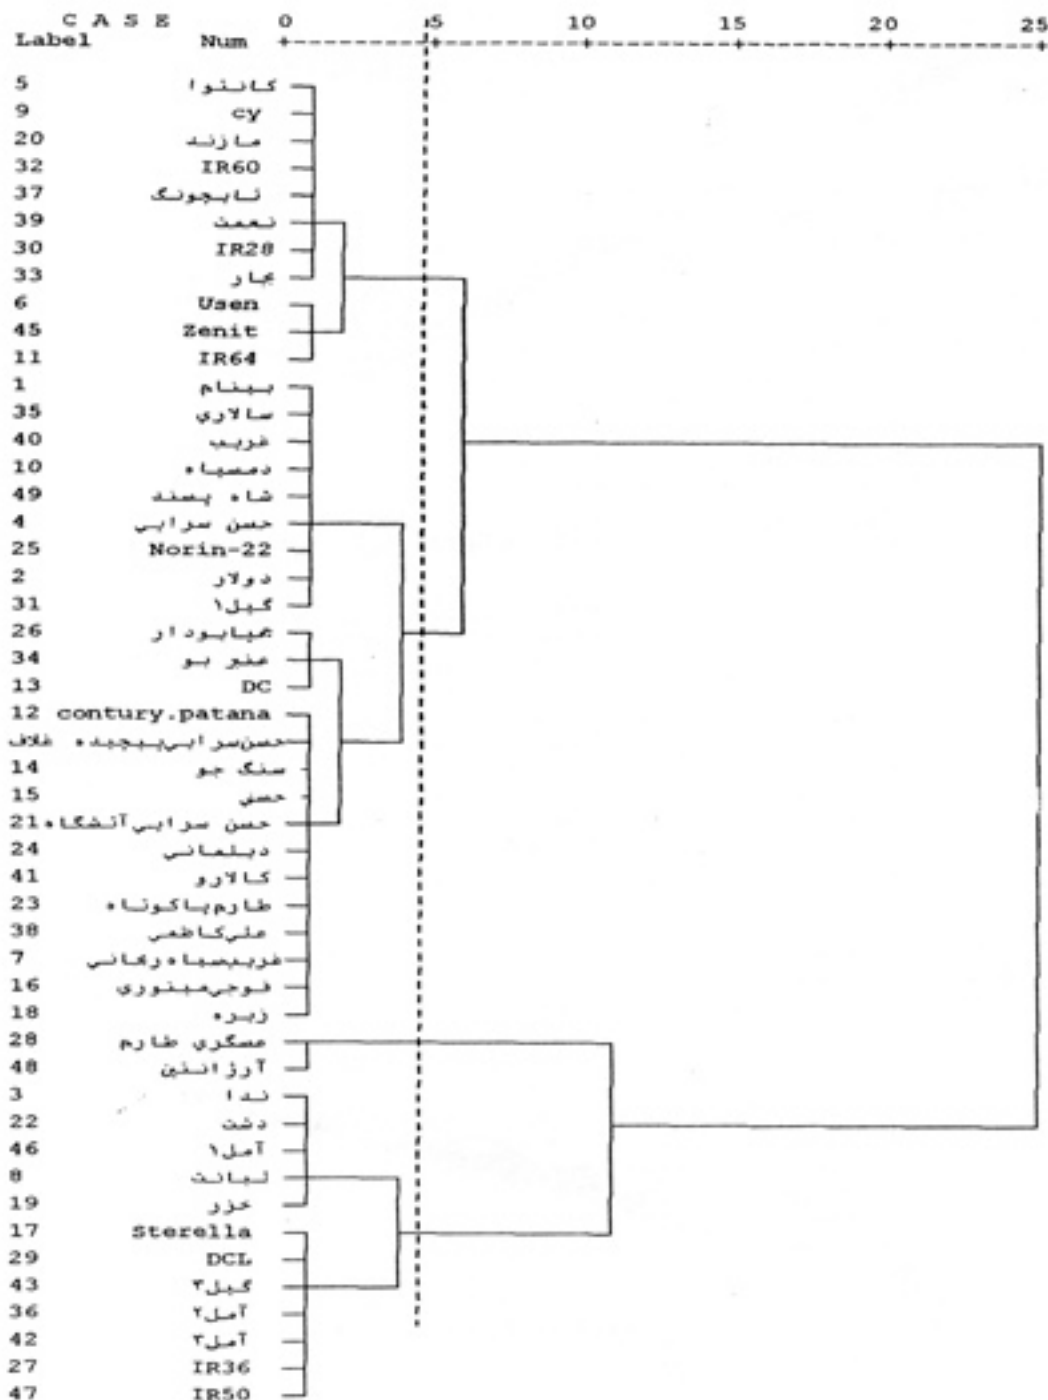 C A S E 0 5 10 15 20 25
Label Num
5 کانتوا
9 cy
20 مازند
32 IR60
37 تایچونگ
39 نعمت
30 IR28
33 بجار
6 Usen
45 Zenit
11 IR64
1 بینام
35 سالاری
40 غریب
10 دمسیاه
49 شاه پسند
4 حسن سرایی
25 Norin-22
2 دولار
31 گیل۱
26
34 عنبر بو
13 DC
12 contury.patana
حسن‌سرایی‌پیچیده غلاف
14 سنگ جو
15 حسنی
21 حسن سرایی‌آتشگاه
24 دیلمانی
41 کالارو
23 طارم‌پاکوتاه
38 علی‌کاظمی
7 غریب‌سیاه‌ریحانی
16 فوجی‌مینوری
18 زیره
28 عسگری طارم
48 آرژانتین
3 ندا
22 دشت
46 آمل۱
8
19 خزر
17 Sterella
29 DCL
43 گیل۳
36 آمل۲
42 آمل۳
27 IR36
47 IR50